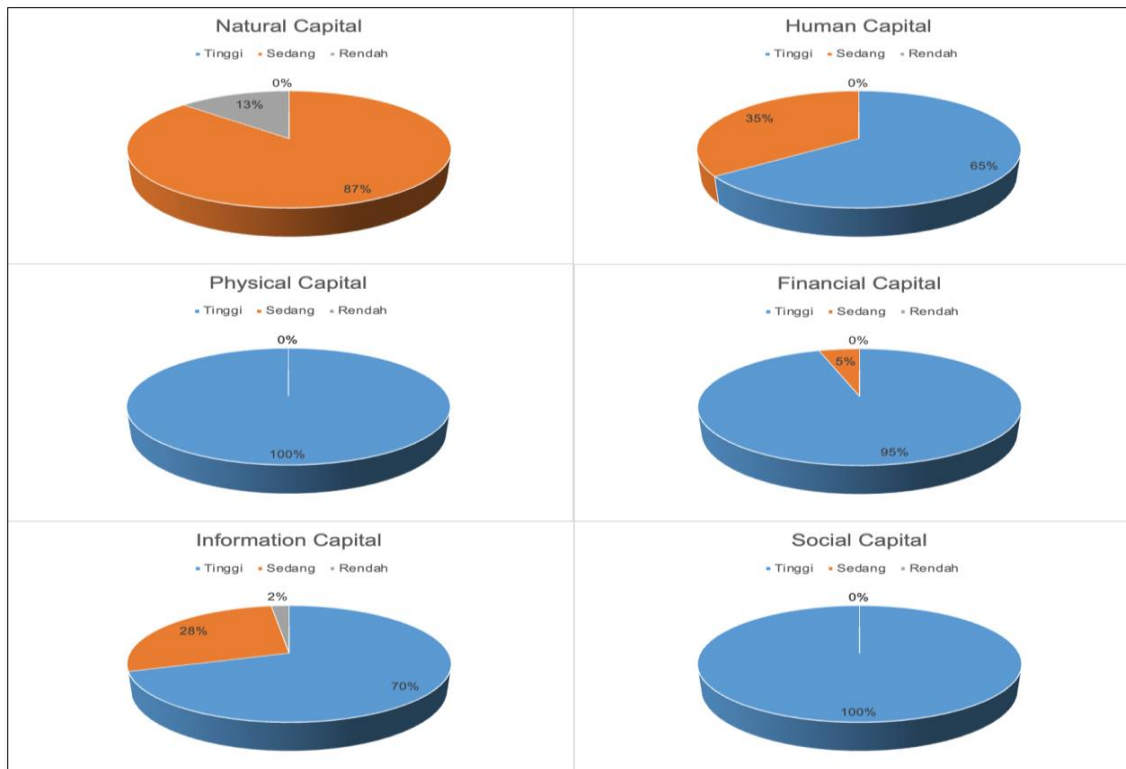 Natural Capital
Tinggi Sedang Rendah
0%
13%
87%
Human Capital
Tinggi Sedang Rendah
0%
35%
65%
Physical Capital
Tinggi Sedang Rendah
0%
100%
Financial Capital
Tinggi Sedang Rendah
0%
5%
95%
Information Capital
Tinggi Sedang Rendah
2%
28%
70%
Social Capital
Tinggi Sedang Rendah
0%
100%